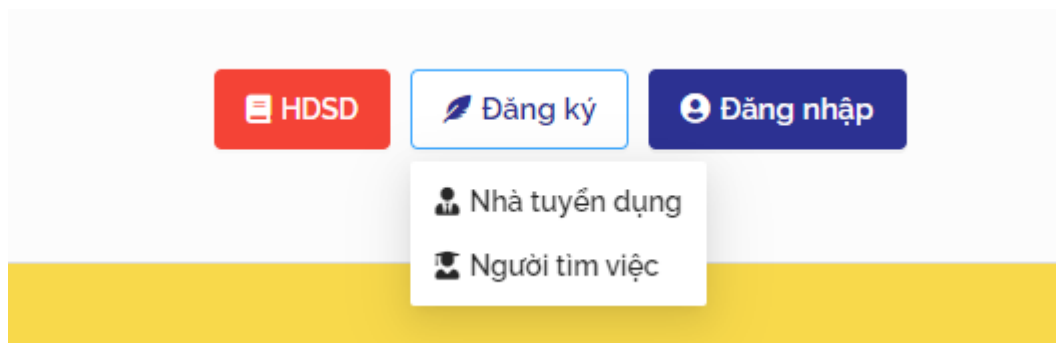 HDSD Đăng ký Đăng nhập
Nhà tuyển dụng
Người tìm việc